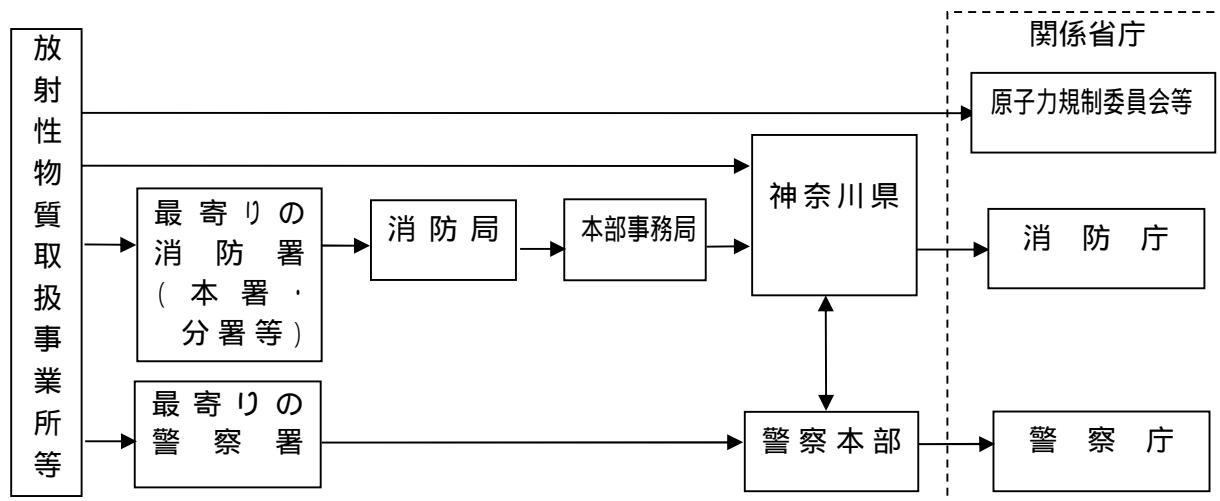 関係省庁
放射性物質取扱事業所等
原子力規制委員会等
神奈川県
最寄りの
消防署
(本署・
分署等)
消防局
本部事務局
消防庁
最寄りの
警察署
警察本部
警察庁